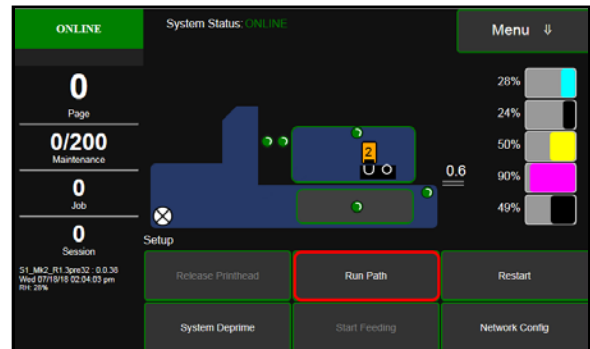 ONLINE
System Status: ONLINE
Menu ⇓
0
Page
0/200
Maintenance
0
Job
0
Session
S1_Mk2_R1.3pre32 : 0.0.36
Wed 07/18/18 02:04:03 pm
RH: 28%
2
0.6
28%
24%
50%
90%
49%
Setup
Release Printhead
Run Path
Restart
System Deprime
Start Feeding
Network Config